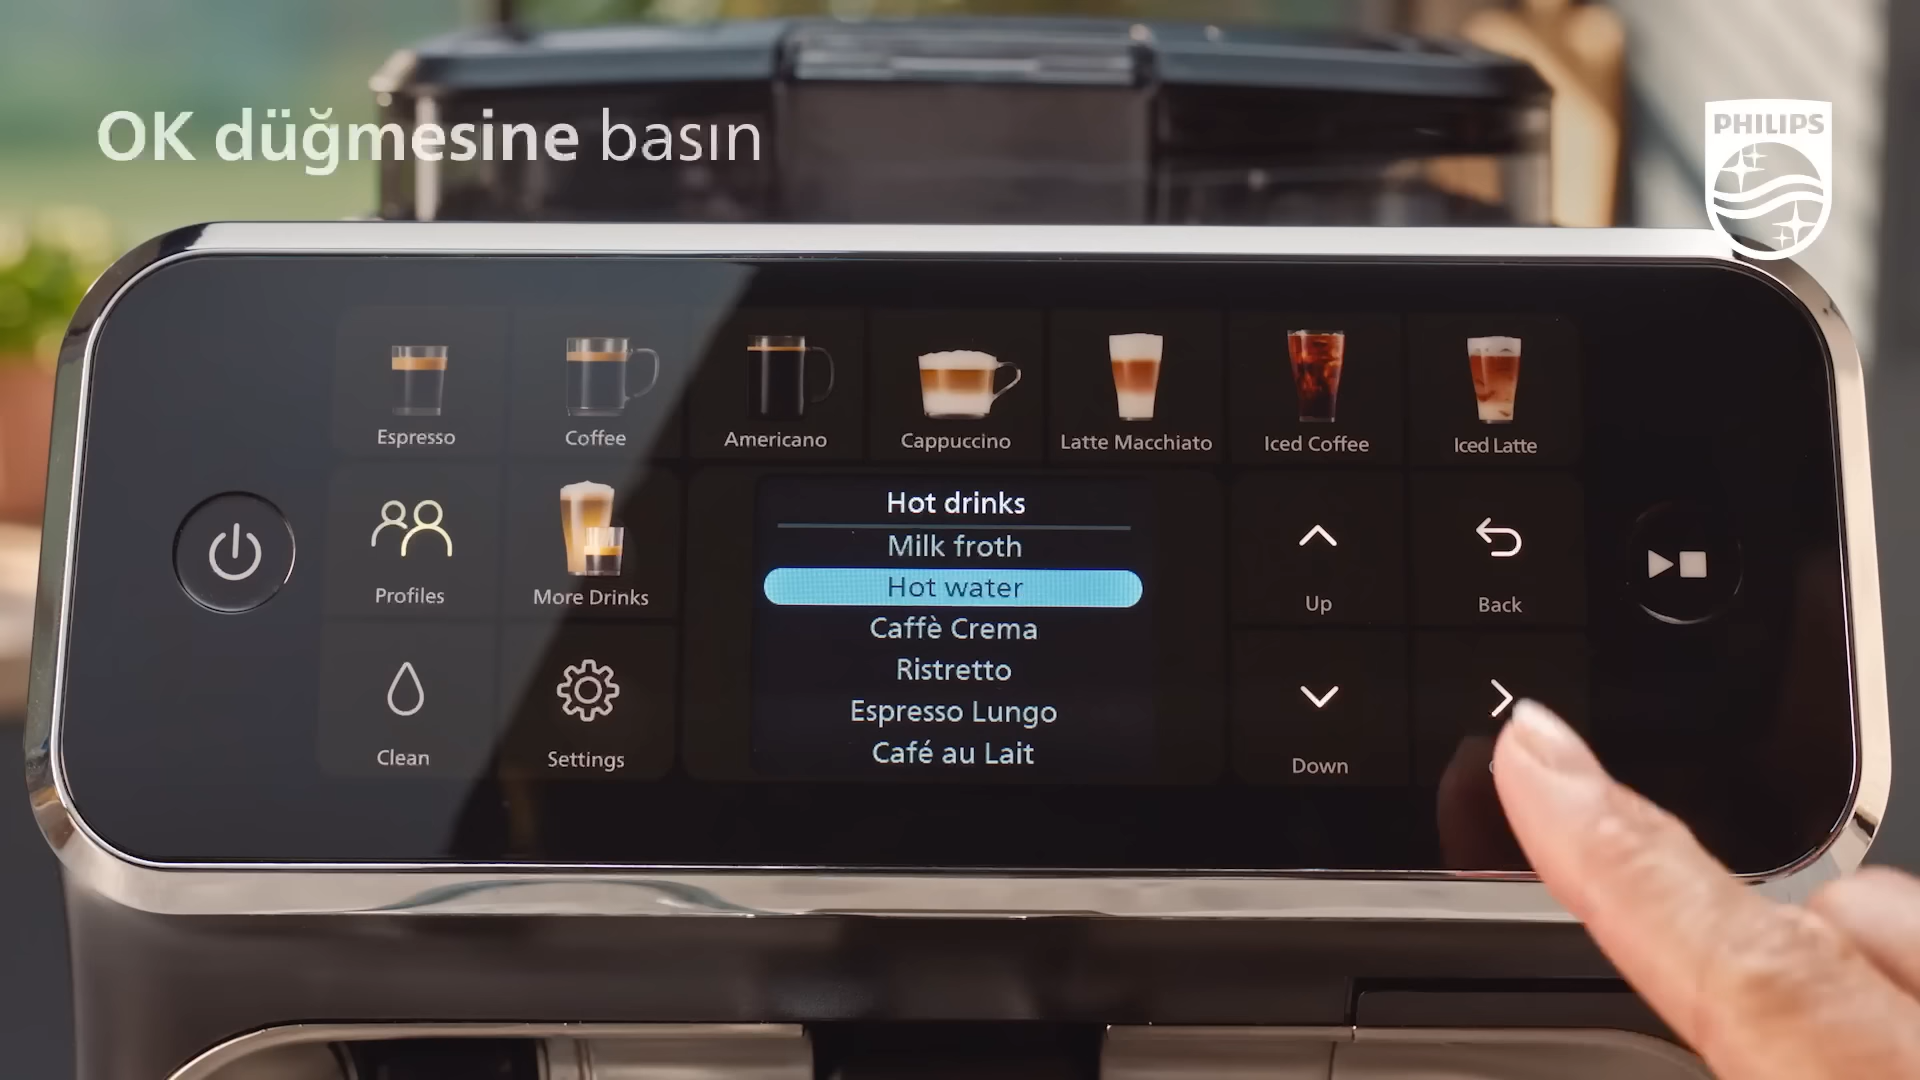 OK düğmesine basın
PHILIPS
Espresso
Coffee
Americano
Cappuccino
Latte Macchiato
Iced Coffee
Iced Latte
Profiles
More Drinks
Hot drinks
Milk froth
Hot water
Caffè Crema
Ristretto
Espresso Lungo
Café au Lait
Up
Back
Clean
Settings
Down